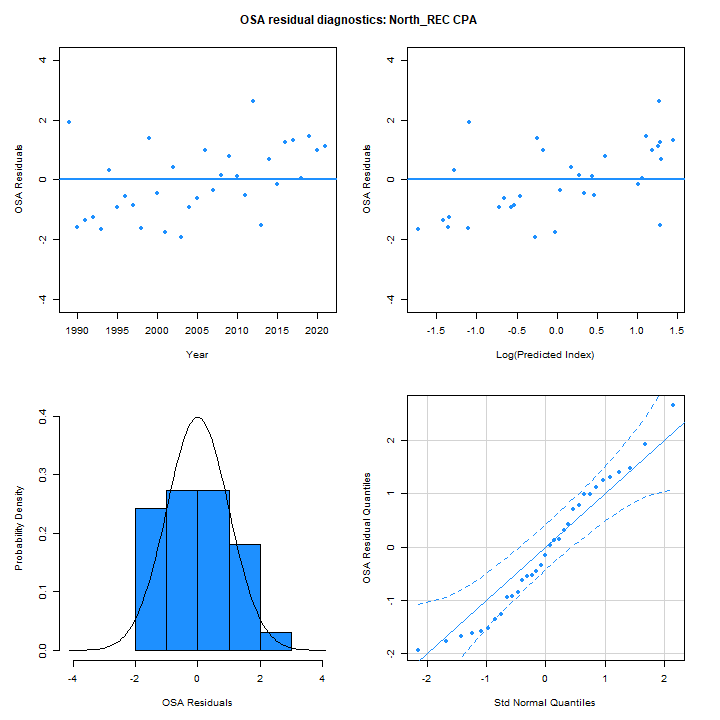 OSA residual diagnostics: North_REC CPA
4
2
0
-2
-4
OSA Residuals
1990 1995 2000 2005 2010 2015 2020
Year
4
2
0
-2
-4
OSA Residuals
-1.5 -1.0 -0.5 0.0 0.5 1.0 1.5
Log(Predicted Index)
0.4
0.3
0.2
0.1
0.0
Probability Density
-4 -2 0 2 4
OSA Residuals
2
1
0
-1
-2
OSA Residual Quantiles
-2 -1 0 1 2
Std Normal Quantiles